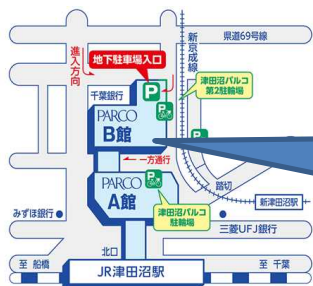 県道69号線
新京成線
進入方向
地下駐車場入口
千葉銀行
P
P
津田沼パルコ
第2駐輪場
P
PARCO
B館
一方通行
PARCO
A館
P
踏切
新津田沼駅
みずほ銀行
津田沼パルコ
駐輪場
三菱UFJ銀行
北口
至 船橋
JR津田沼駅
至 千葉